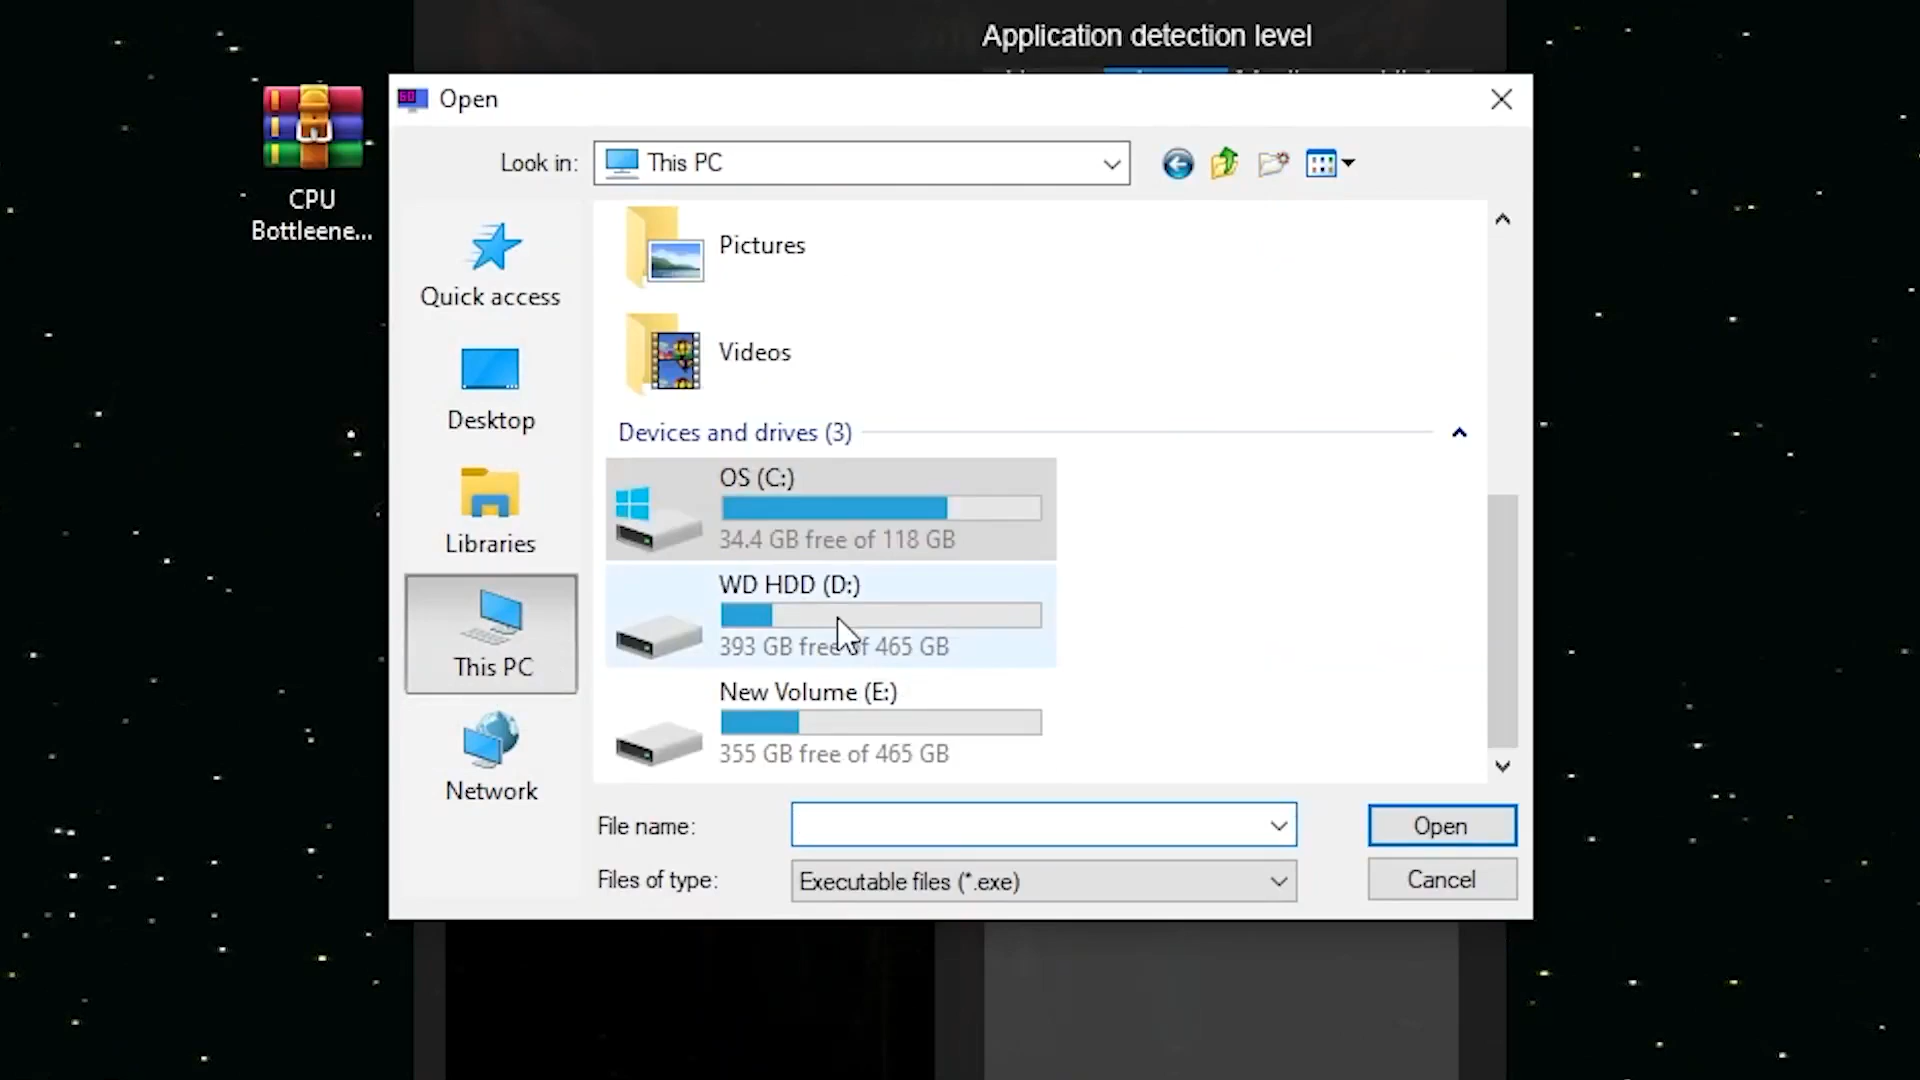 Application detection level
Open
Look in:
This PC
CPU
Bottleene...
Quick access
Desktop
Libraries
This PC
Network
Pictures
Videos
Devices and drives (3)
OS (C:)
34.4 GB free of 118 GB
WD HDD (D:)
393 GB free of 465 GB
New Volume (E:)
355 GB free of 465 GB
File name:
Open
Files of type:
Executable files (*.exe)
Cancel